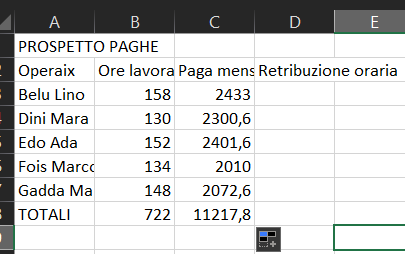 A B C D E
PROSPETTO PAGHE
2 Operaix Ore lavora Paga mens Retribuzione oraria
Belu Lino 158 2433
Dini Mara 130 2300,6
Edo Ada 152 2401,6
Fois Marco 134 2010
Gadda Ma 148 2072,6
TOTALI 722 11217,8